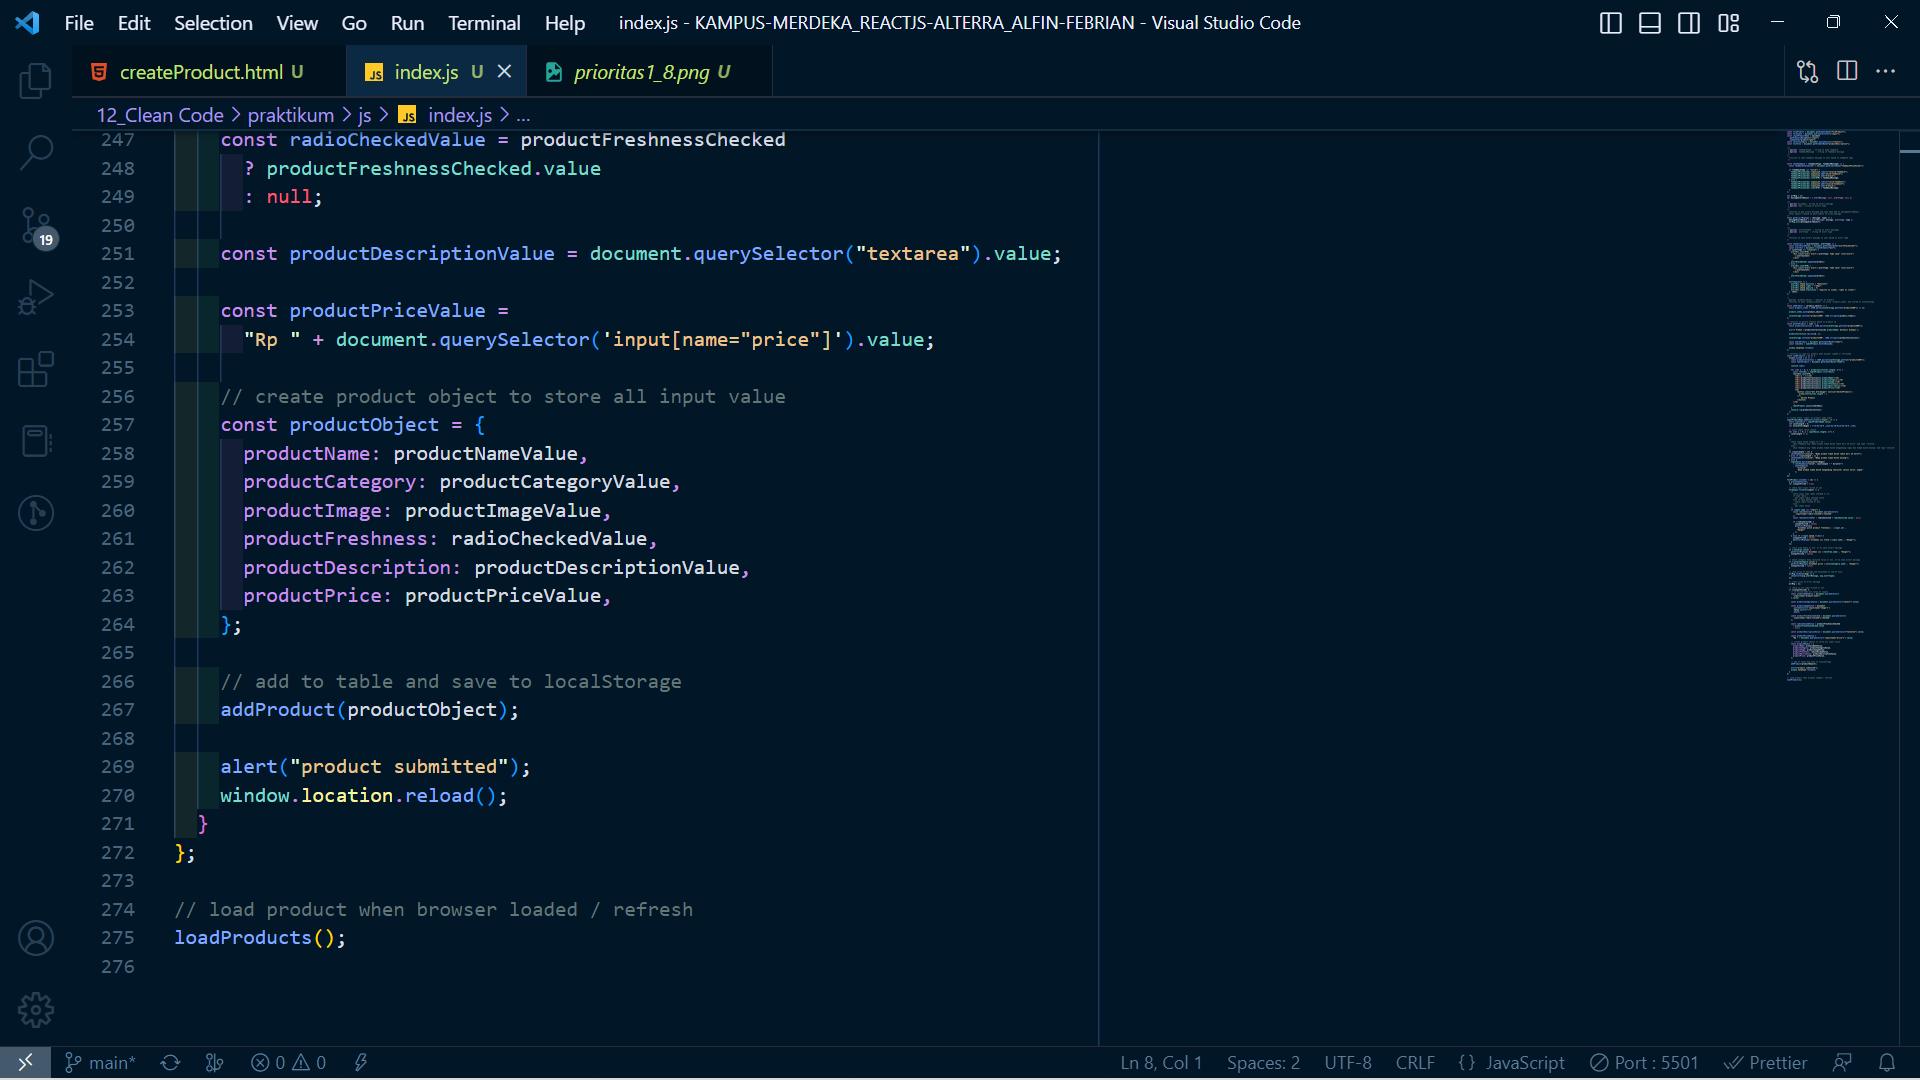 File Edit Selection View Go Run Terminal Help index.js - KAMPUS-MERDEKA_REACTJS-ALTERRA_ALFIN-FEBRIAN - Visual Studio Code
createProduct.html U index.js U prioritas1_8.png U
12_Clean Code > praktikum > js > JS index.js > ...
247 const radioCheckedValue = productFreshnessChecked
248 ? productFreshnessChecked.value
249 : null;
250
251 const productDescriptionValue = document.querySelector("textarea").value;
252
253 const productPriceValue =
254 "Rp " + document.querySelector('input[name="price"]').value;
255
256 // create product object to store all input value
257 const productObject = {
258 productName: productNameValue,
259 productCategory: productCategoryValue,
260 productImage: productImageValue,
261 productFreshness: radioCheckedValue,
262 productDescription: productDescriptionValue,
263 productPrice: productPriceValue,
264 };
265
266 // add to table and save to localStorage
267 addProduct(productObject);
268
269 alert("product submitted");
270 window.location.reload();
271 }
272 };
273
274 // load product when browser loaded / refresh
275 loadProducts();
276
19
main* 0 0 Ln 8, Col 1 Spaces: 2 UTF-8 CRLF {} JavaScript Port : 5501 Prettier